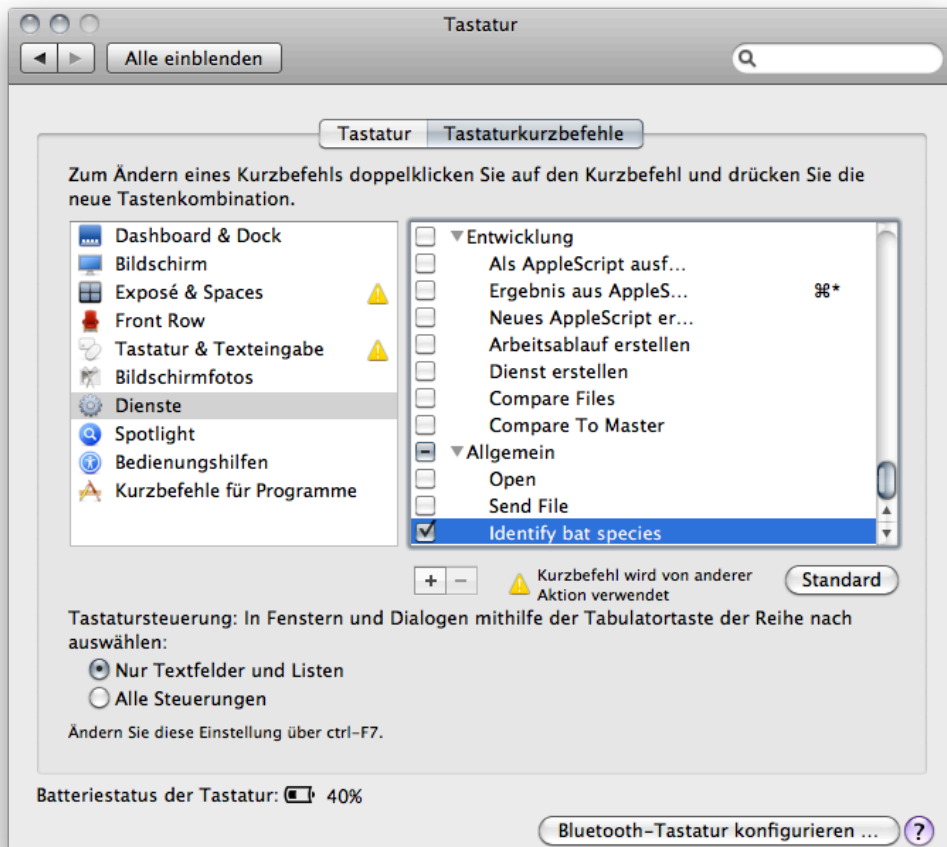 Tastatur
Alle einblenden
Tastatur Tastaturkurzbefehle
Zum Ändern eines Kurzbefehls doppelklicken Sie auf den Kurzbefehl und drücken Sie die
neue Tastenkombination.
Dashboard & Dock
Bildschirm
Exposé & Spaces
Front Row
Tastatur & Texteingabe
Bildschirmfotos
Dienste
Spotlight
Bedienungshilfen
Kurzbefehle für Programme
Entwicklung
Als AppleScript ausf...
Ergebnis aus AppleS... ⌘*
Neues AppleScript er...
Arbeitsablauf erstellen
Dienst erstellen
Compare Files
Compare To Master
Allgemein
Open
Send File
Identify bat species
+ −
Kurzbefehl wird von anderer
Aktion verwendet
Standard
Tastatursteuerung: In Fenstern und Dialogen mithilfe der Tabulatortaste der Reihe nach
auswählen:
Nur Textfelder und Listen
Alle Steuerungen
Ändern Sie diese Einstellung über ctrl-F7.
Batteriestatus der Tastatur: 40%
Bluetooth-Tastatur konfigurieren ... ?